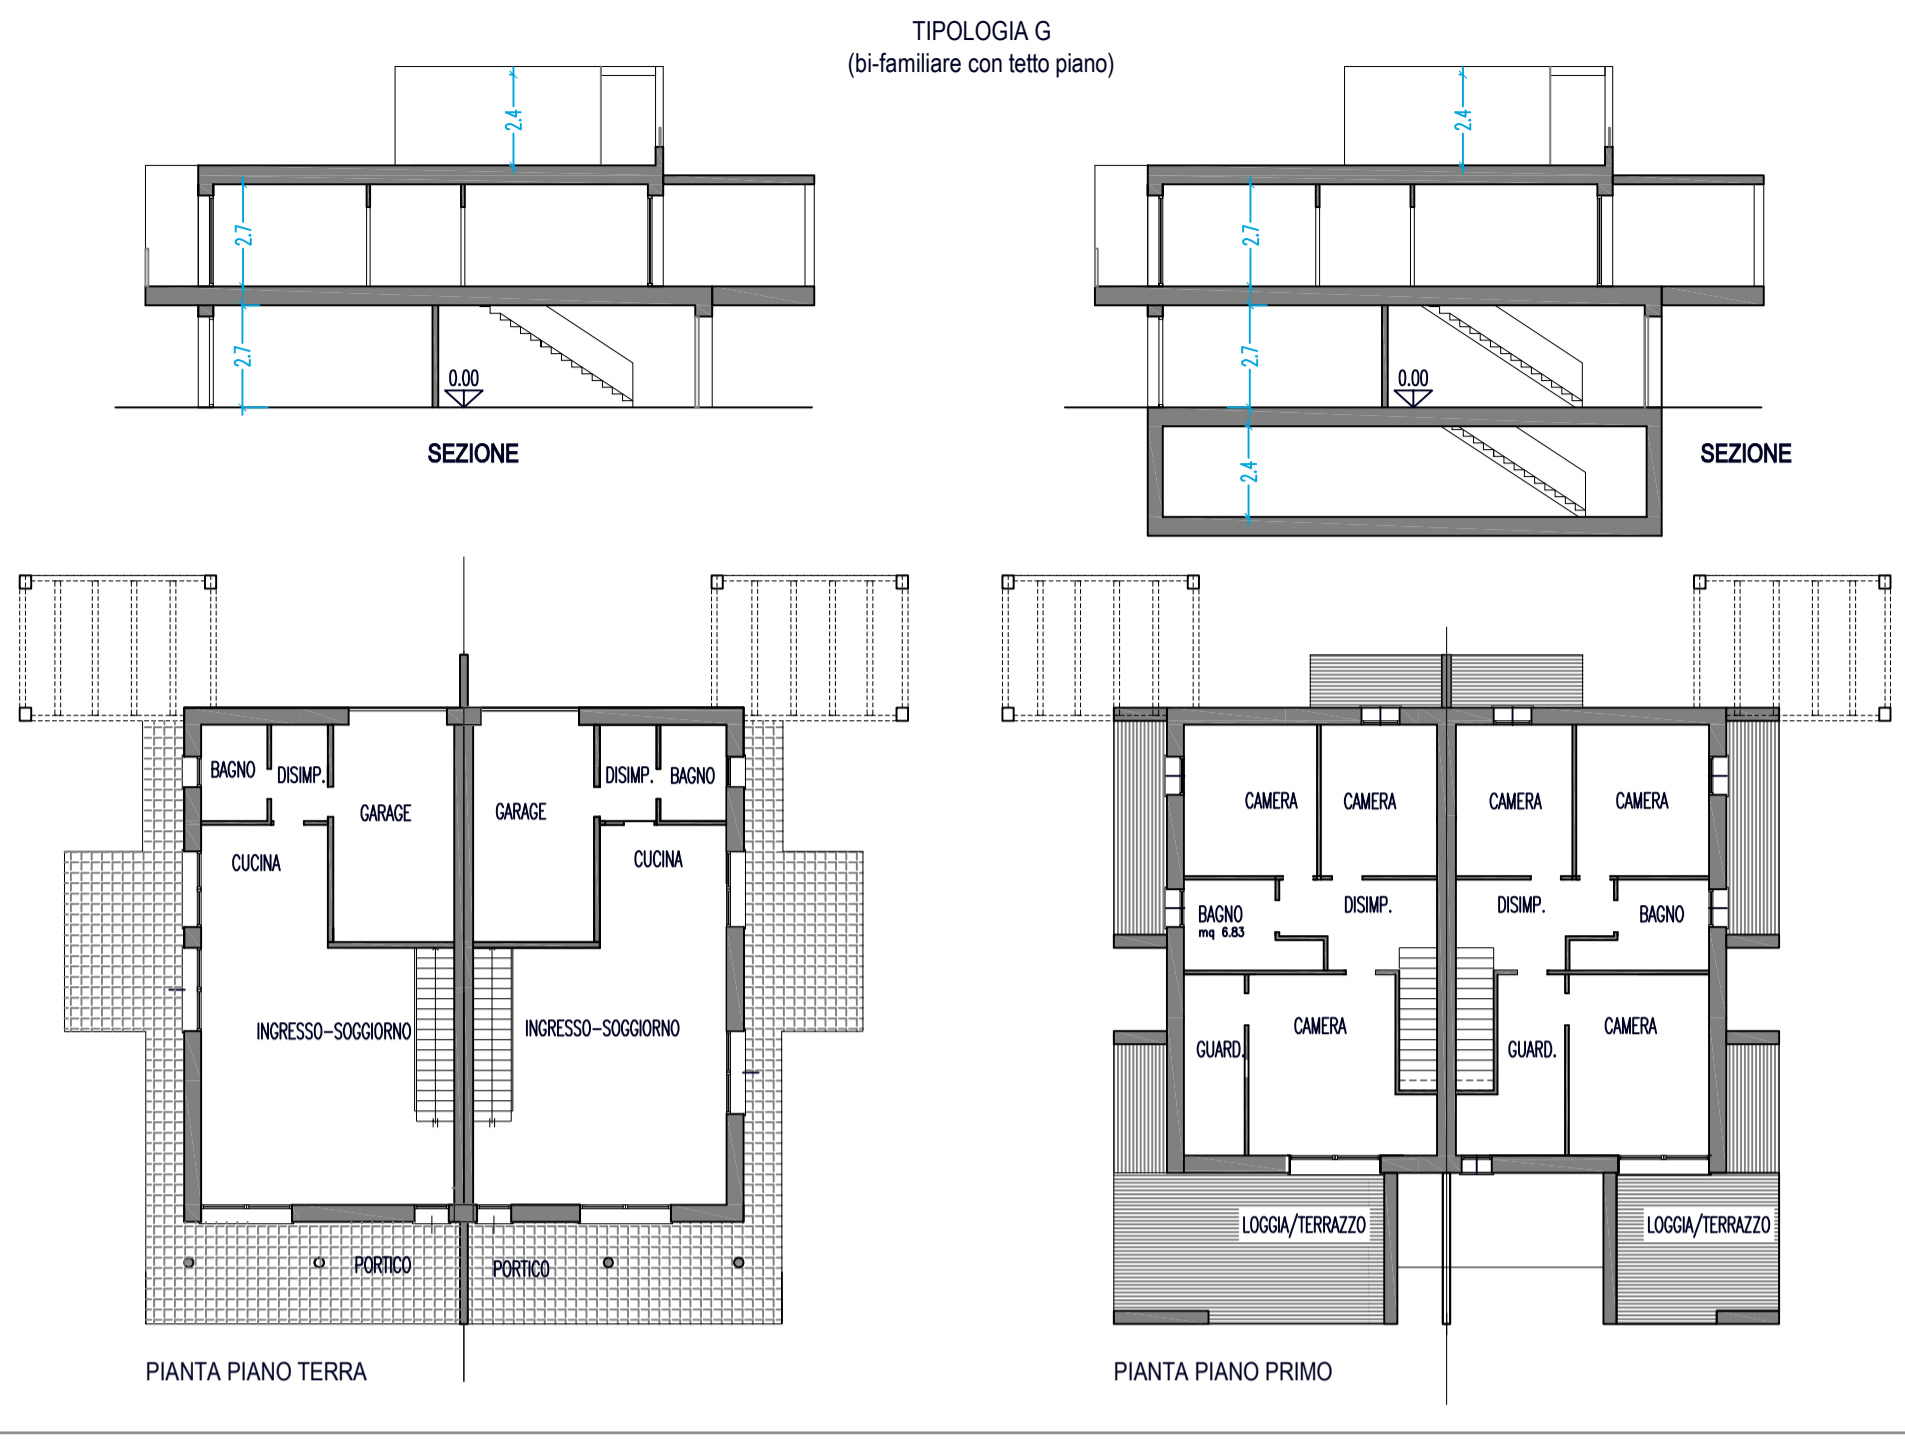 TIPOLOGIA G
(bi-familiare con tetto piano)
2.4
2.7
2.7
0.00
SEZIONE
2.4
2.7
2.7
0.00
2.4
SEZIONE
BAGNO
DISIMP.
GARAGE
GARAGE
DISIMP.
BAGNO
CUCINA
CUCINA
INGRESSO-SOGGIORNO
INGRESSO-SOGGIORNO
PORTICO
PORTICO
PIANTA PIANO TERRA
CAMERA
CAMERA
CAMERA
CAMERA
BAGNO
mq 6.83
DISIMP.
DISIMP.
BAGNO
GUARD.
CAMERA
GUARD.
CAMERA
LOGGIA/TERRAZZO
LOGGIA/TERRAZZO
PIANTA PIANO PRIMO